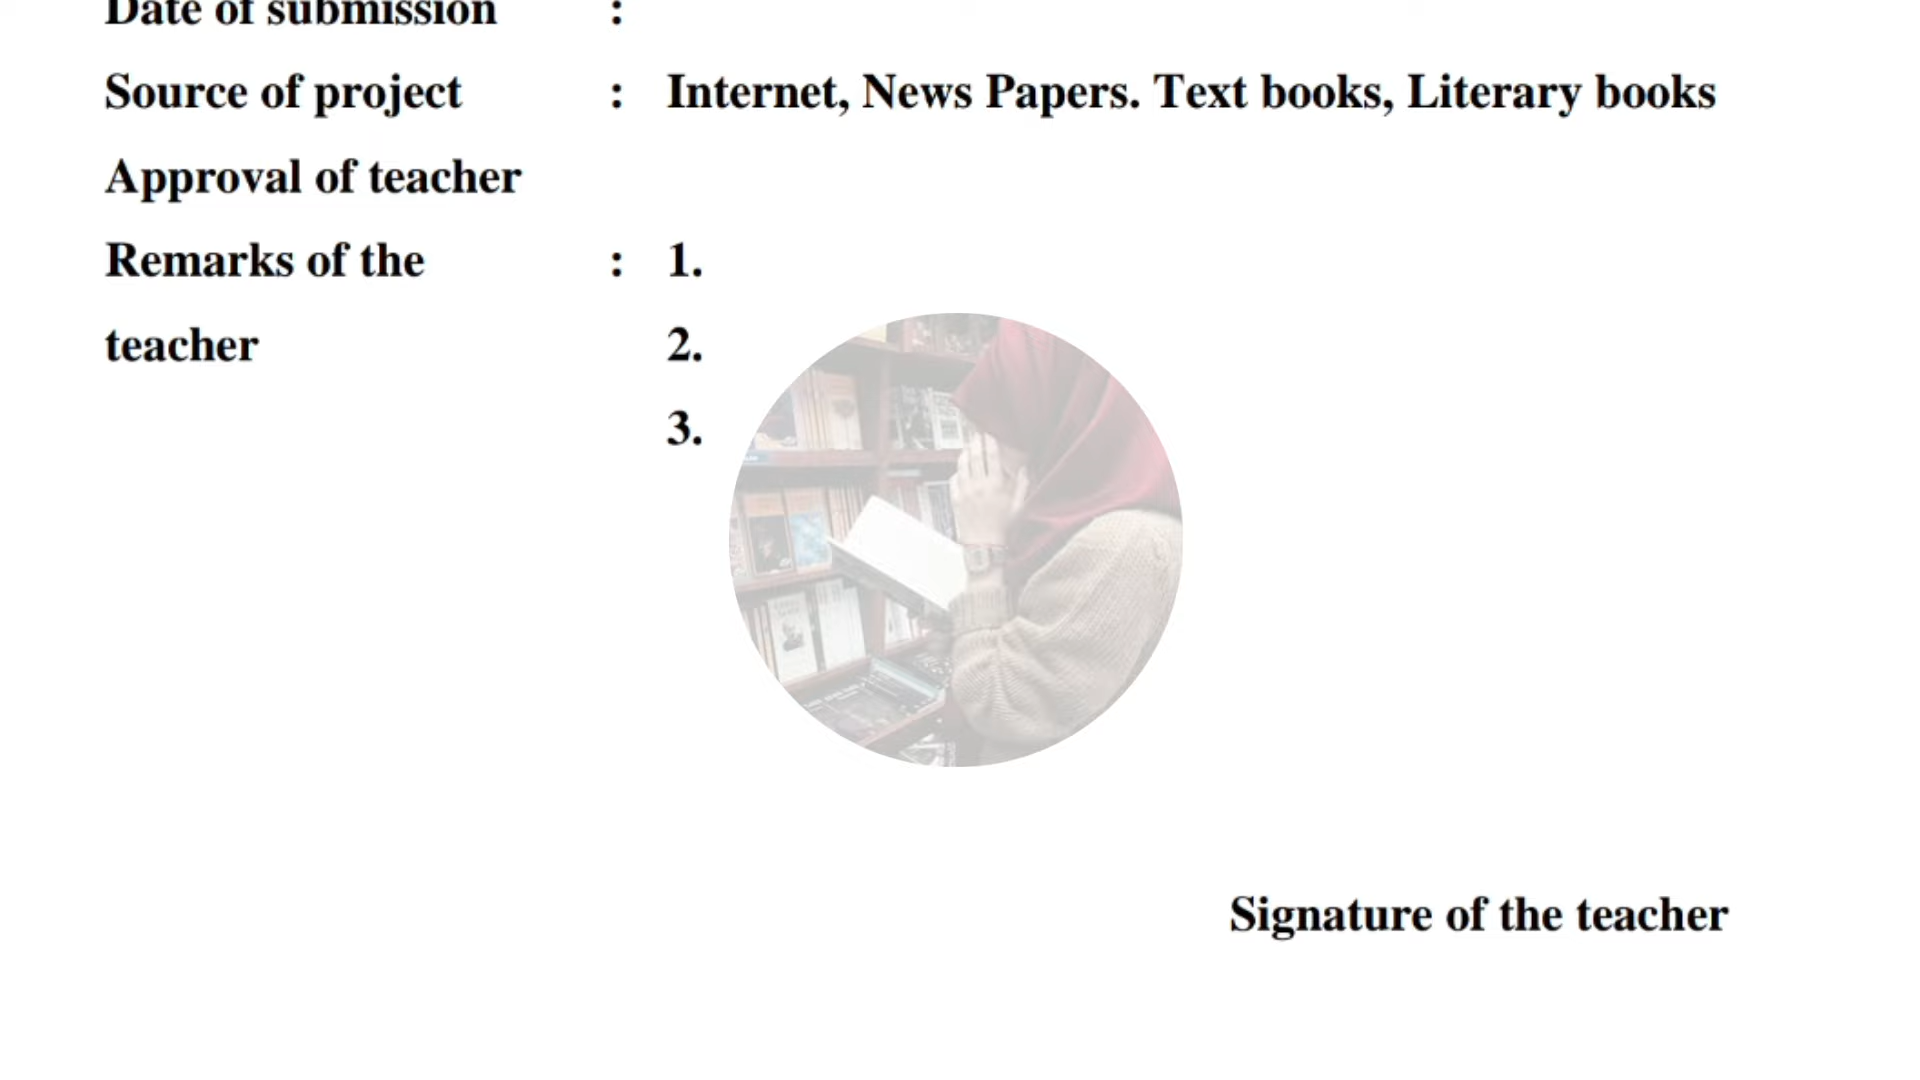 Date of submission :
Source of project : Internet, News Papers. Text books, Literary books
Approval of teacher
Remarks of the : 1.
teacher 2.
3.
Signature of the teacher